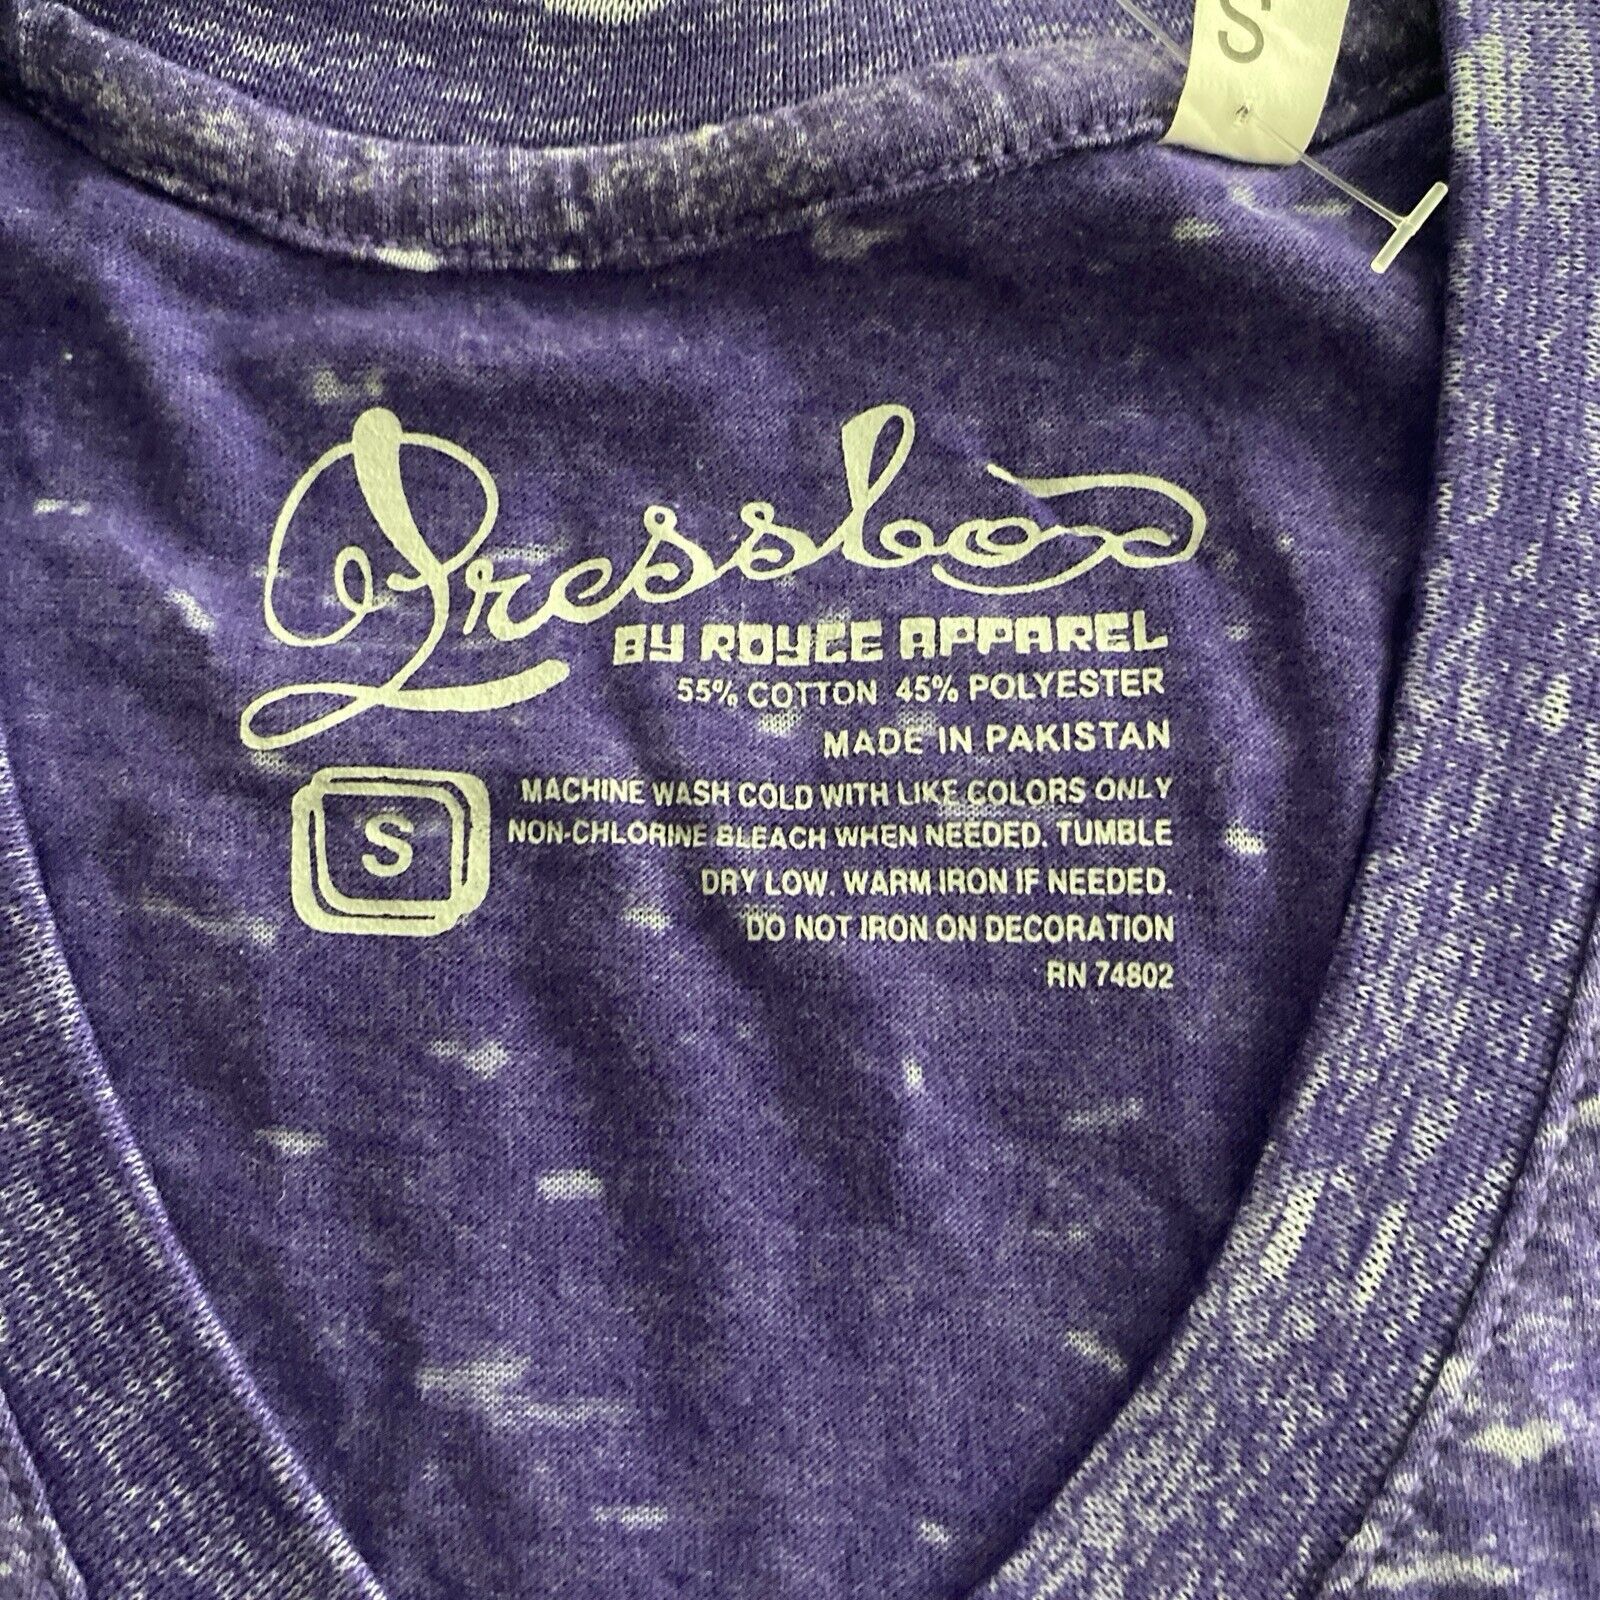 S
Pressbox
BY ROYCE APPAREL
55% COTTON 45% POLYESTER
MADE IN PAKISTAN
S
MACHINE WASH COLD WITH LIKE COLORS ONLY
NON-CHLORINE BLEACH WHEN NEEDED. TUMBLE
DRY LOW. WARM IRON IF NEEDED.
DO NOT IRON ON DECORATION
RN 74802